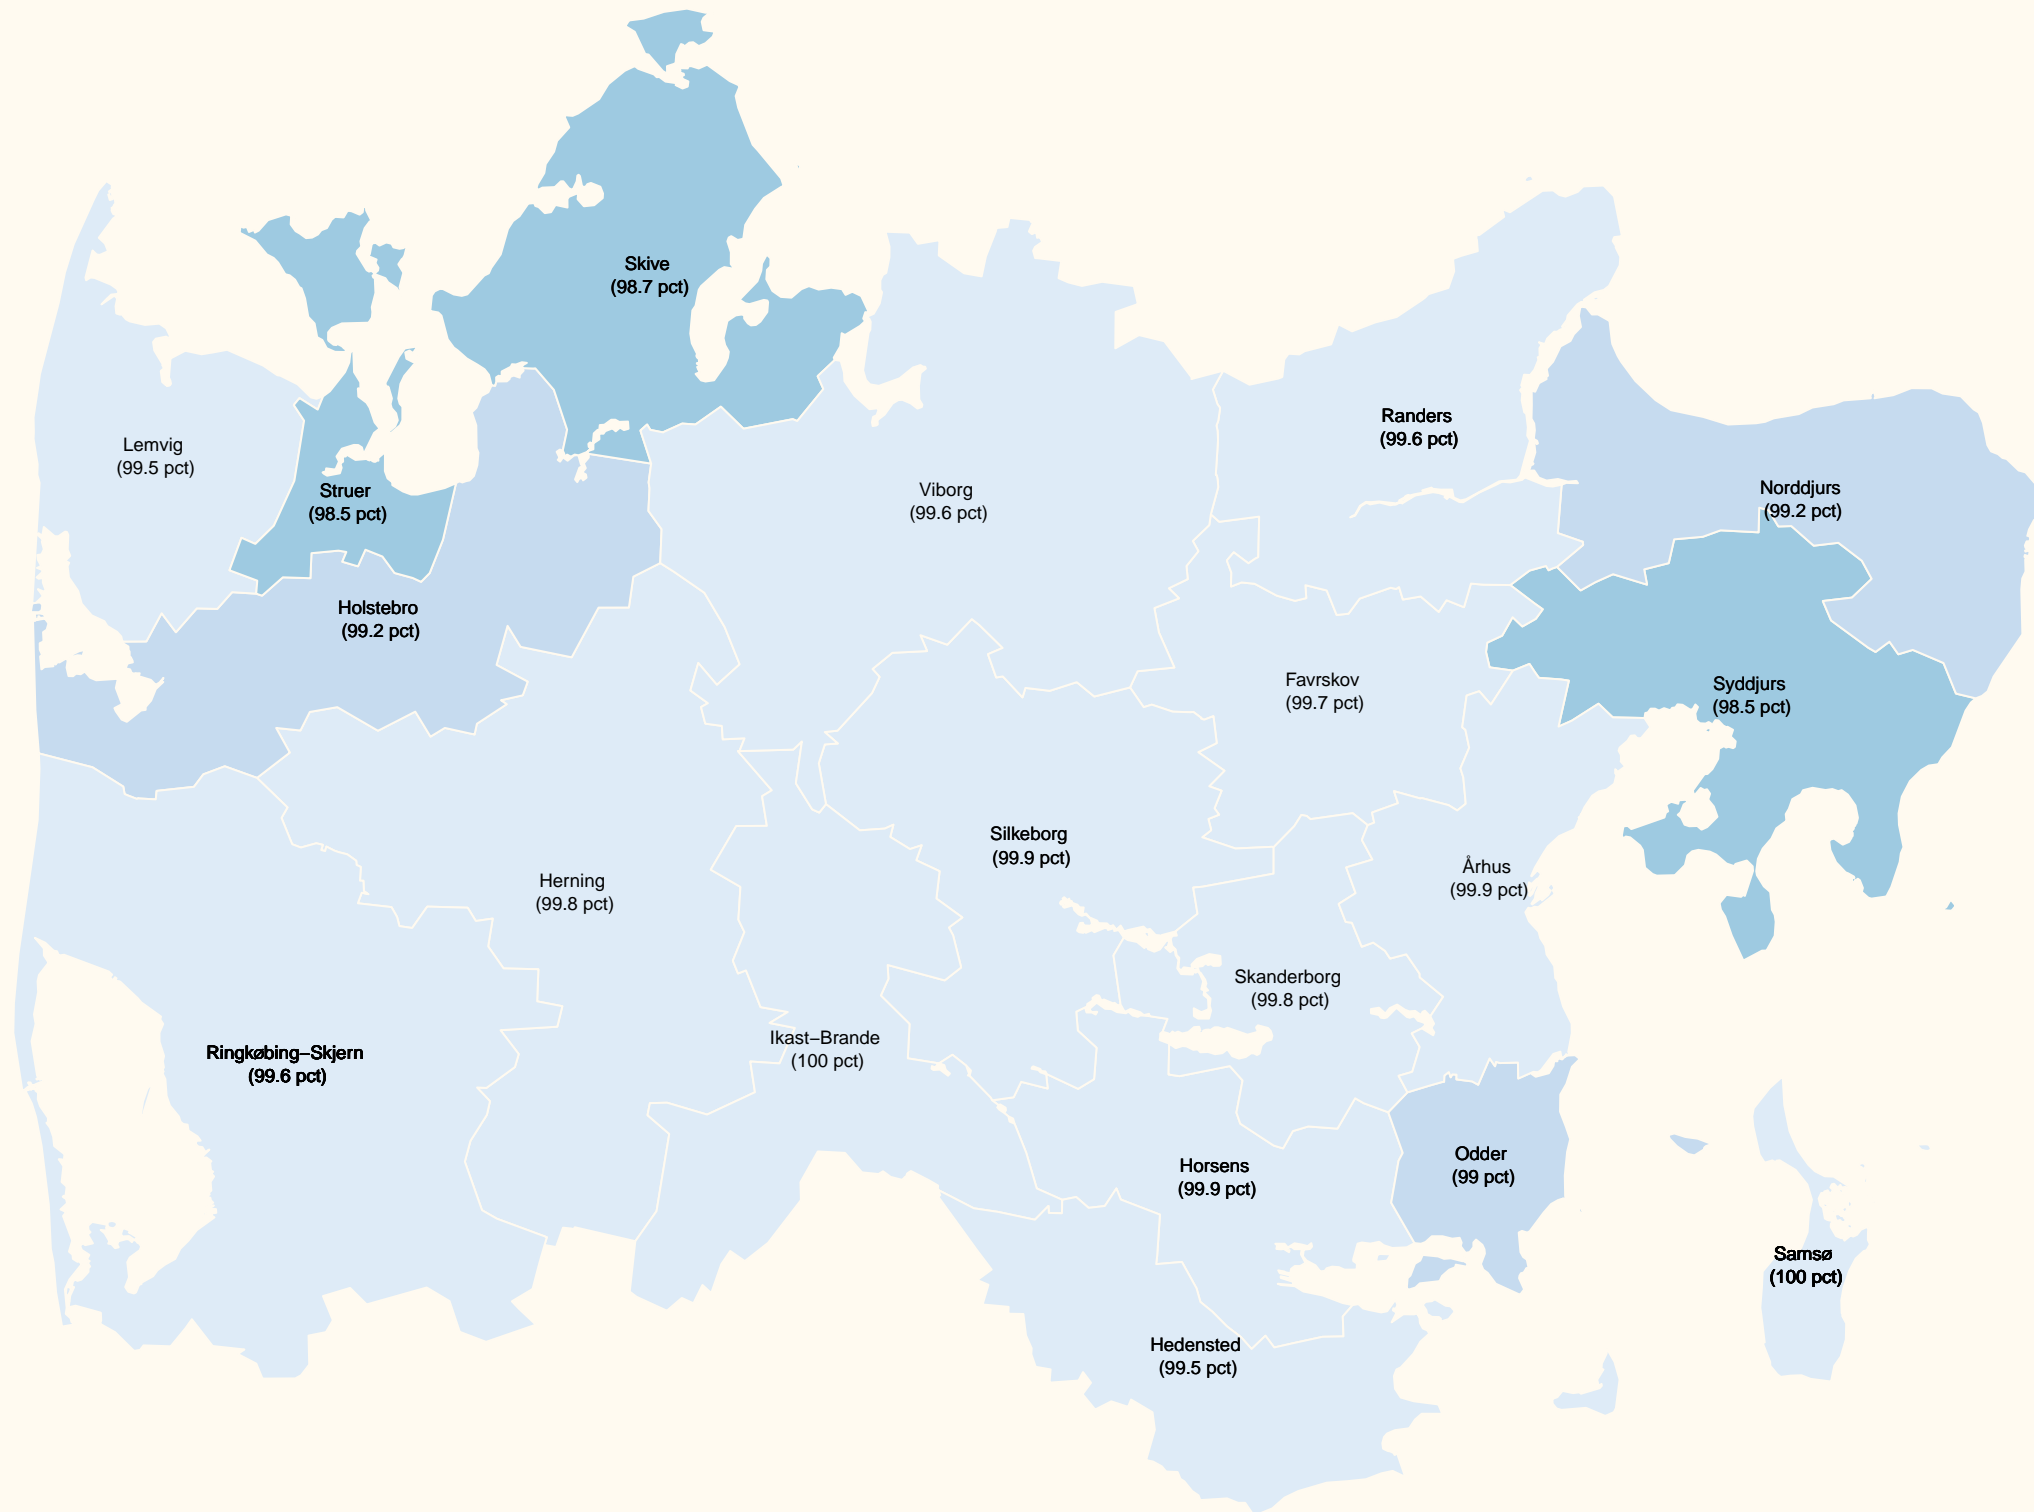 Skive
(98.7 pct)
Lemvig
(99.5 pct)
Struer
(98.5 pct)
Holstebro
(99.2 pct)
Viborg
(99.6 pct)
Randers
(99.6 pct)
Norddjurs
(99.2 pct)
Favrskov
(99.7 pct)
Syddjurs
(98.5 pct)
Silkeborg
(99.9 pct)
Herning
(99.8 pct)
Århus
(99.9 pct)
Skanderborg
(99.8 pct)
Ikast–Brande
(100 pct)
Ringkøbing–Skjern
(99.6 pct)
Horsens
(99.9 pct)
Odder
(99 pct)
Samsø
(100 pct)
Hedensted
(99.5 pct)